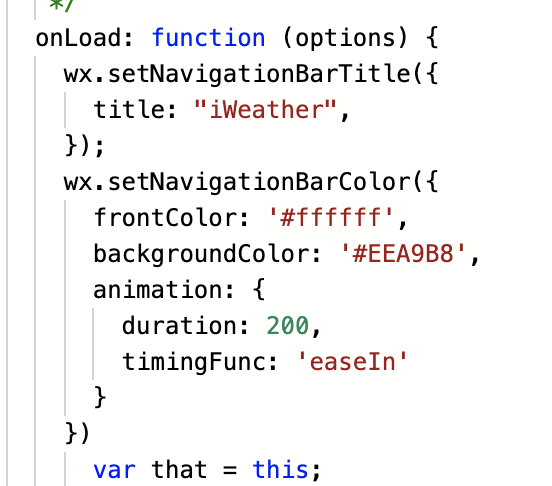 */
onLoad: function (options) {
wx.setNavigationBarTitle({
title: "iWeather",
});
wx.setNavigationBarColor({
frontColor: '#ffffff',
backgroundColor: '#EEA9B8',
animation: {
duration: 200,
timingFunc: 'easeIn'
}
})
var that = this;